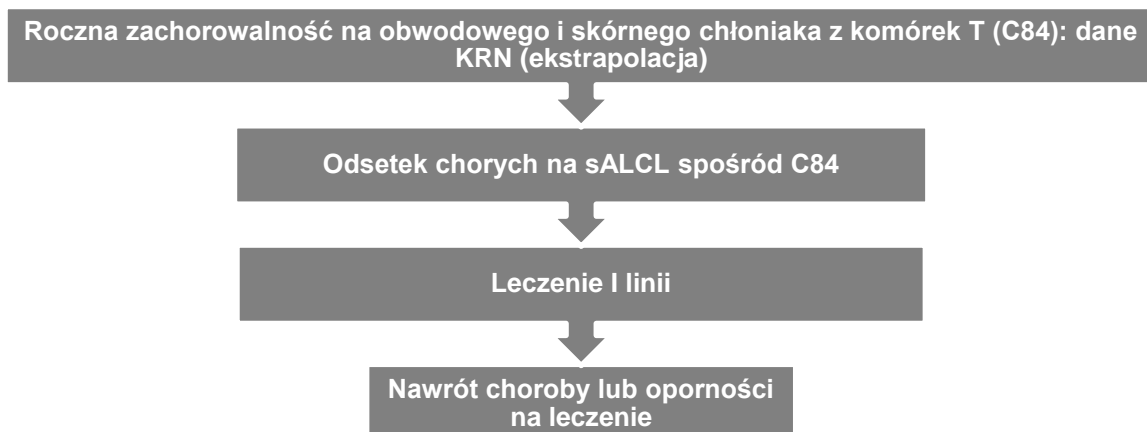 Roczna zachorowalność na obwodowego i skórnego chłoniaka z komórek T (C84): dane
KRN (ekstrapolacja)
Odsetek chorych na sALCL spośród C84
Leczenie I linii
Nawrót choroby lub oporności
na leczenie